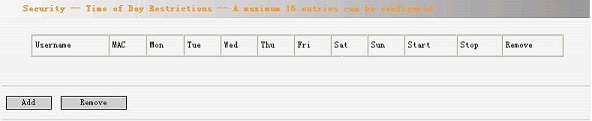 Security -- Time of Day Restrictions -- A maximum 16 entries can be configured
Username MAC Mon Tue Wed Thu Fri Sat Sun Start Stop Remove
Add Remove